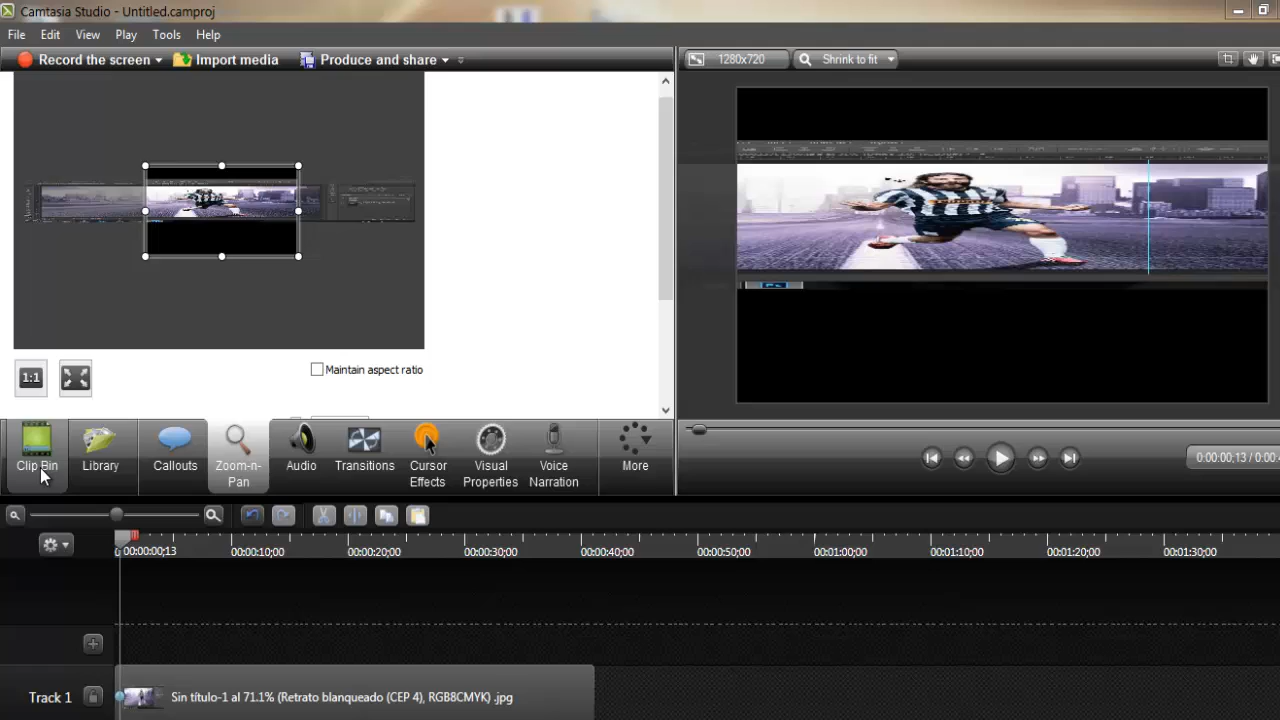 Camtasia Studio - Untitled.camproj
File Edit View Play Tools Help
Record the screen Import media Produce and share
1280x720 Shrink to fit
1:1
Maintain aspect ratio
Clip Bin Library Callouts Zoom-n-Pan Audio Transitions Cursor Effects Visual Properties Voice Narration More
0:00:00;13
00:00:00;13 00:00:10;00 00:00:20;00 00:00:30;00 00:00:40;00 00:00:50;00 00:01:00;00 00:01:10;00 00:01:20;00 00:01:30;00
Track 1 Sin título-1 al 71.1% (Retrato blanqueado (CEP 4), RGB8CMYK) .jpg